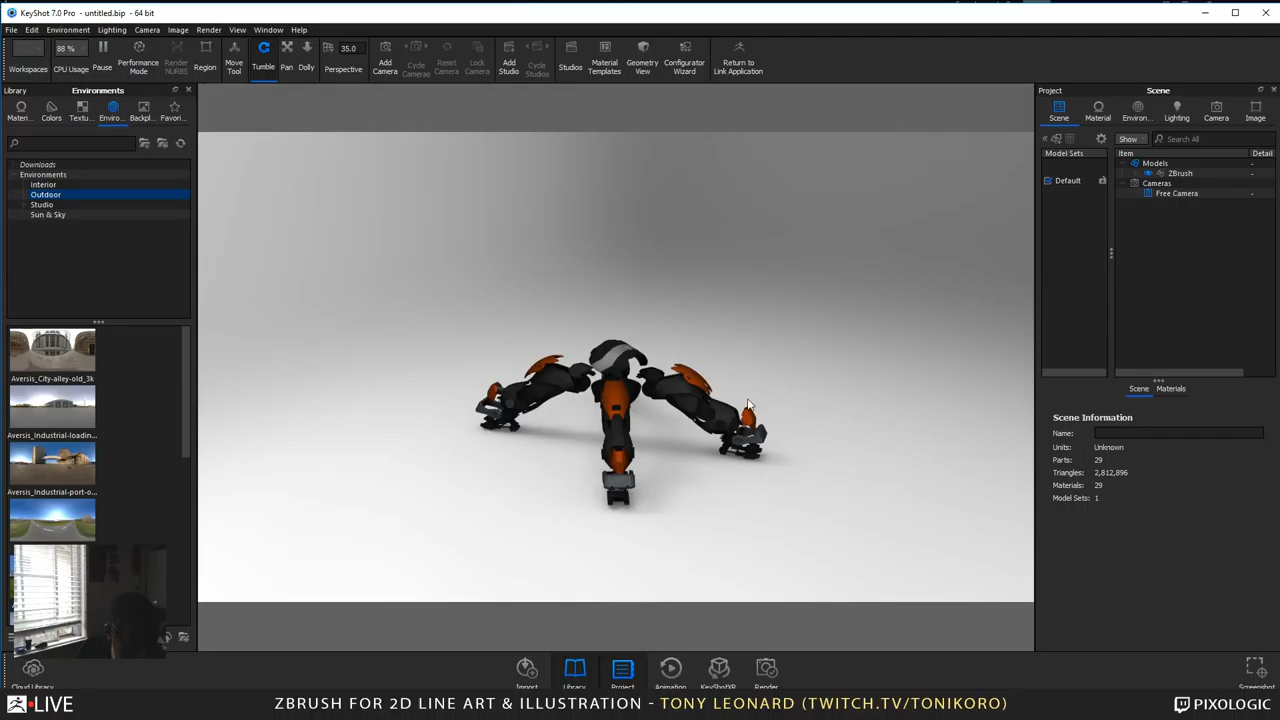 KeyShot 7.0 Pro - untitled.bip - 64 bit
File Edit Environment Lighting Camera Image Render View Window Help
Workspaces
88 %
CPU Usage
Pause
Performance Mode
Render NURBS
Region
Move Tool
Tumble
Pan
Dolly
35.0
Perspective
Add Camera
Cycle Cameras
Reset Camera
Lock Camera
Add Studio
Cycle Studios
Studios
Material Templates
Geometry View
Configurator Wizard
Return to Link Application
Library
Environments
Materi... Colors Textu... Enviro... Backpl... Favori...
Downloads
Environments
Interior
Outdoor
Studio
Sun & Sky
Aversis_City-alley-old_3k
Aversis_Industrial-loadin...
Aversis_Industrial-port-o...
Project
Scene
Scene Material Environ... Lighting Camera Image
Show
Search All
Model Sets
Item Detail
Default
Models -
ZBrush -
Cameras -
Free Camera -
Scene Materials
Scene Information
Name:
Units: Unknown
Parts: 29
Triangles: 2,812,896
Materials: 29
Model Sets: 1
Cloud Library
Import
Library
Project
Animation
KeyShotXR
Render
Screenshot
LIVE
ZBRUSH FOR 2D LINE ART & ILLUSTRATION - TONY LEONARD (TWITCH.TV/TONIKORO)
PIXOLOGIC